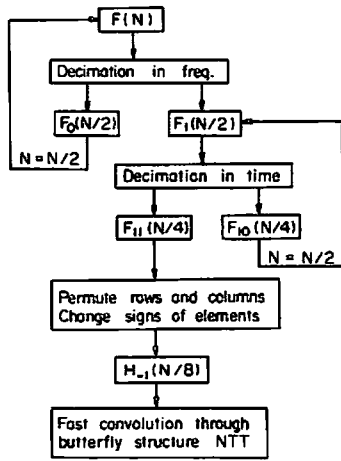 F(N)
Decimation in freq.
F₀(N/2)
F₁(N/2)
N = N/2
Decimation in time
F₁₁(N/4)
F₁₀(N/4)
N = N/2
Permute rows and columns
Change signs of elements
H₋₁(N/8)
Fast convolution through
butterfly structure NTT